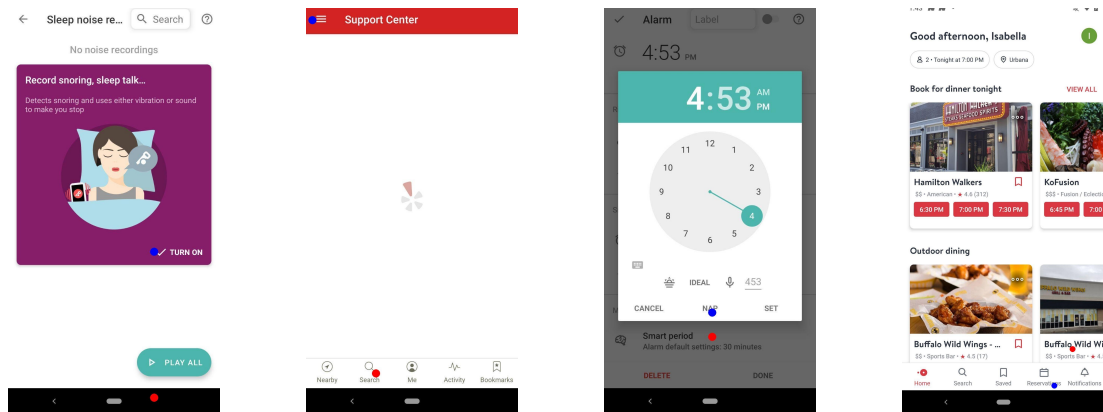 Sleep noise re...
Search
No noise recordings
Record snoring, sleep talk...
Detects snoring and uses either vibration or sound
to make you stop
TURN ON
PLAY ALL
Support Center
Nearby
Search
Me
Activity
Bookmarks
Alarm
Label
4:53 PM
4:53
AM
PM
12
1
2
3
4
5
6
7
8
9
10
11
IDEAL
453
CANCEL
NAP
SET
Smart period
Alarm default settings: 30 minutes
DELETE
DONE
Good afternoon, Isabella
I
2 • Tonight at 7:00 PM
Urbana
Book for dinner tonight
VIEW ALL
Hamilton Walkers
$$ • American • ★ 4.6 (312)
6:30 PM
7:00 PM
7:30 PM
KoFusion
$$$ • Fusion / Eclectic
6:45 PM
7:00
Outdoor dining
Buffalo Wild Wings - ...
$$ • Sports Bar • ★ 4.5 (17)
Buffalo Wild Wi
$$ • Sports Bar • ★ 4.
Home
Search
Saved
Reservations
Notifications